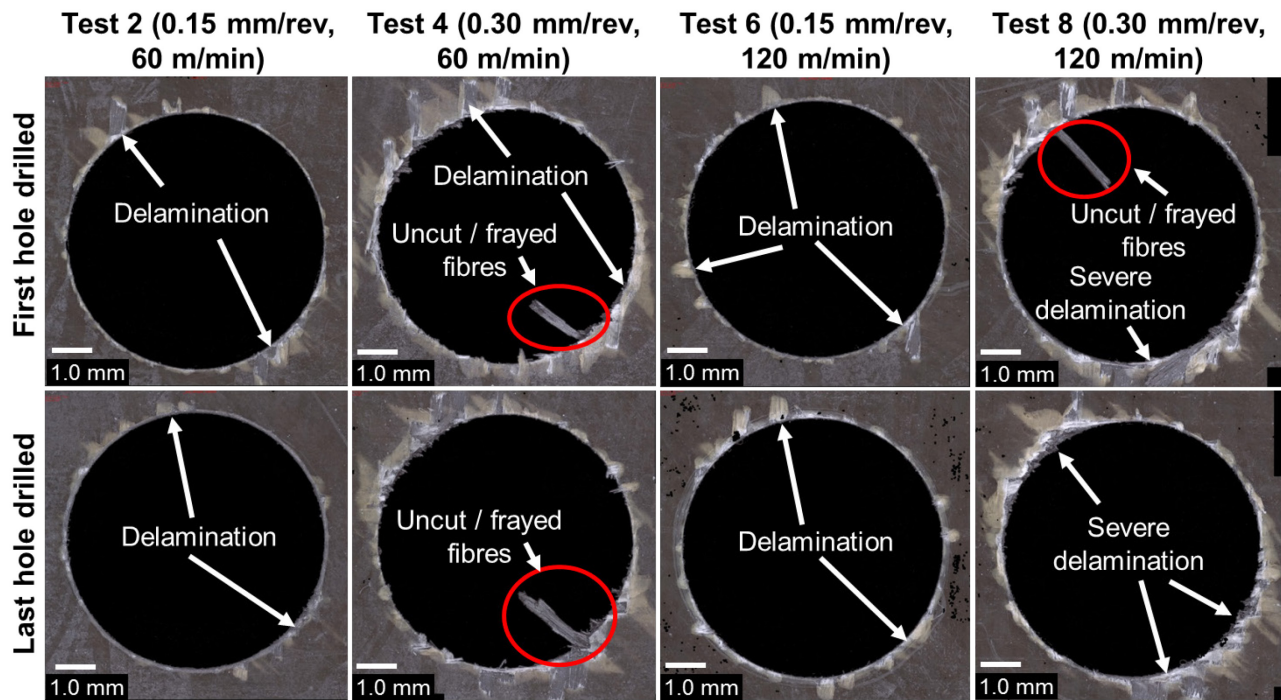 Test 2 (0.15 mm/rev,
60 m/min)
Test 4 (0.30 mm/rev,
60 m/min)
Test 6 (0.15 mm/rev,
120 m/min)
Test 8 (0.30 mm/rev,
120 m/min)
First hole drilled
Delamination
1.0 mm
Delamination
Uncut / frayed
fibres
1.0 mm
Delamination
1.0 mm
Uncut / frayed
fibres
Severe
delamination
1.0 mm
Last hole drilled
Delamination
1.0 mm
Uncut / frayed
fibres
1.0 mm
Delamination
1.0 mm
Severe
delamination
1.0 mm